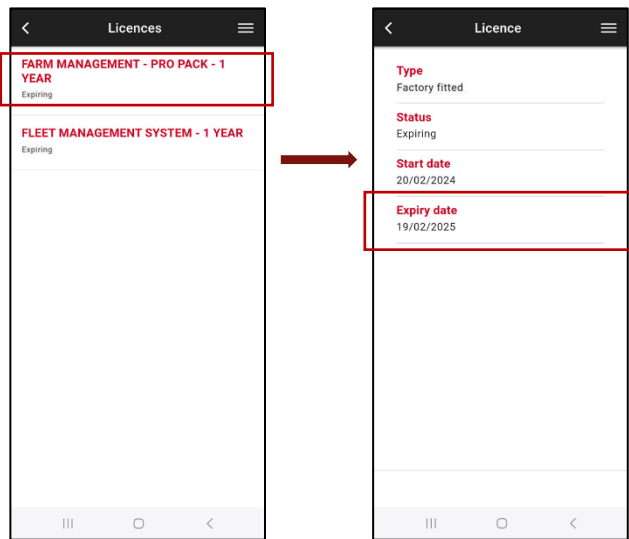 Licences
FARM MANAGEMENT - PRO PACK - 1
YEAR
Expiring
FLEET MANAGEMENT SYSTEM - 1 YEAR
Expiring
Licence
Type
Factory fitted
Status
Expiring
Start date
20/02/2024
Expiry date
19/02/2025